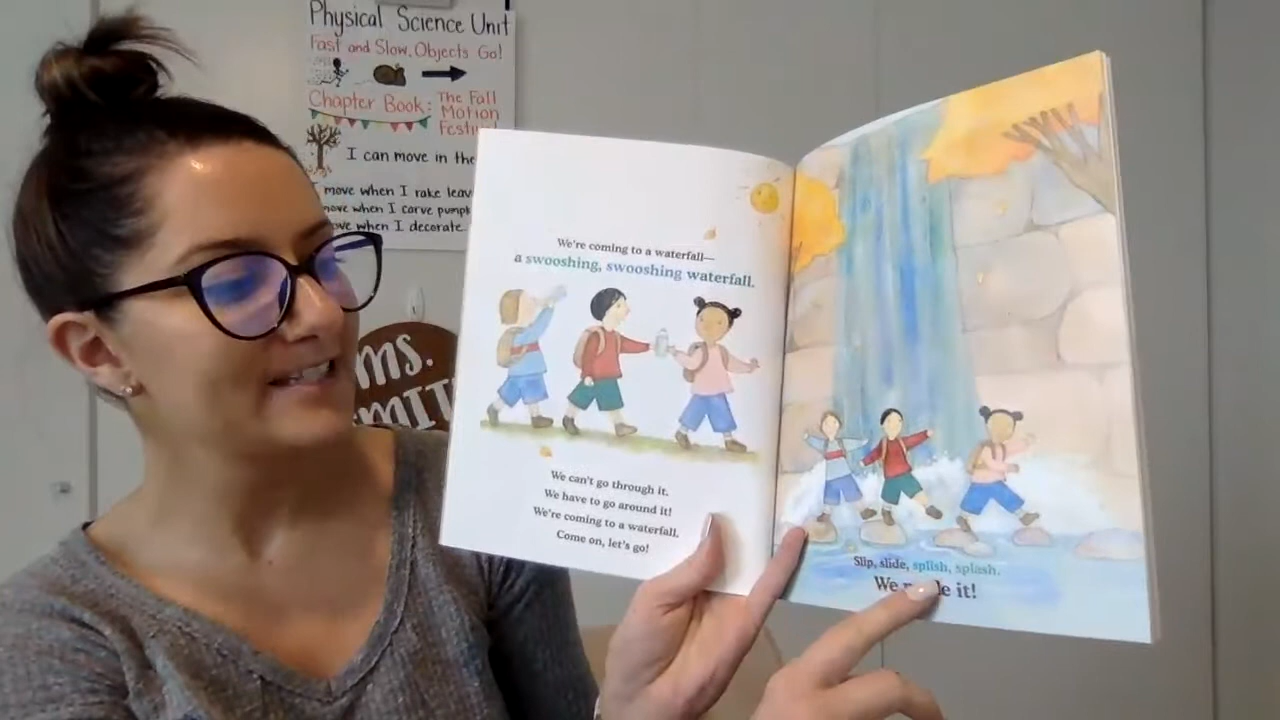 Physical Science Unit
Fast and Slow, Objects Go!
Chapter Book: The Fall
Motion
Festival
I can move in the
I move when I rake
move when I carve
move when I decorate.
ms.
We're coming to a waterfall—
a swooshing, swooshing waterfall.
We can't go through it.
We have to go around it!
We're coming to a waterfall.
Come on, let's go!
Slip, slide, splish, splash.
We made it!